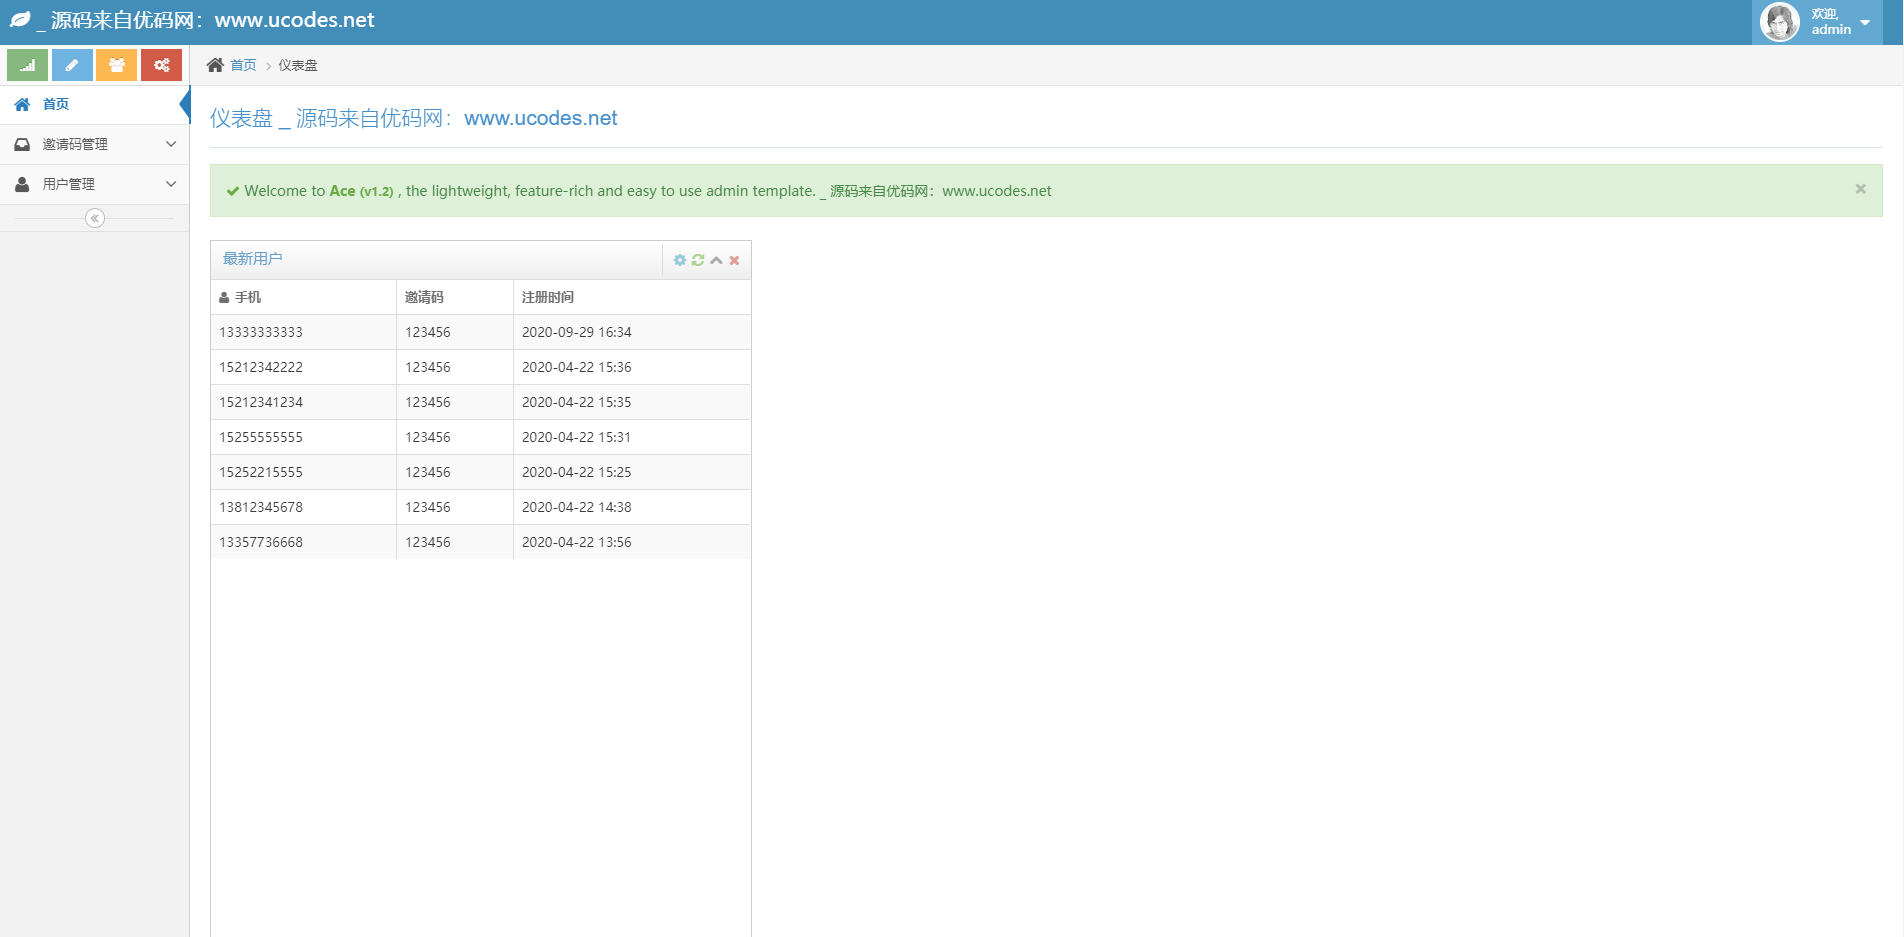 _ 源码来自优码网：www.ucodes.net
欢迎,
admin
首页
仪表盘
首页
邀请码管理
用户管理
仪表盘 _ 源码来自优码网：www.ucodes.net
Welcome to Ace (v1.2) , the lightweight, feature-rich and easy to use admin template. _ 源码来自优码网：www.ucodes.net
最新用户
手机 邀请码 注册时间
13333333333 123456 2020-09-29 16:34
15212342222 123456 2020-04-22 15:36
15212341234 123456 2020-04-22 15:35
15255555555 123456 2020-04-22 15:31
15252215555 123456 2020-04-22 15:25
13812345678 123456 2020-04-22 14:38
13357736668 123456 2020-04-22 13:56